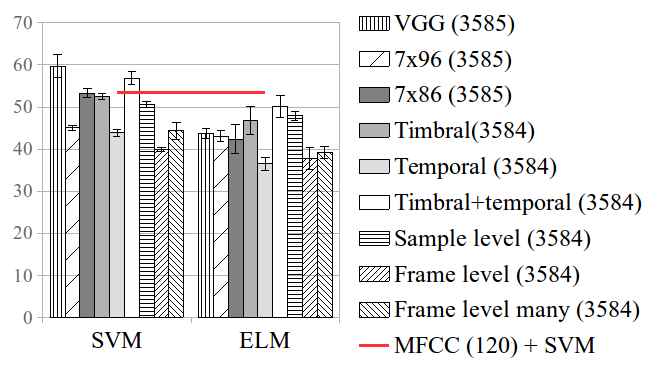 70
60
50
40
30
20
10
0
SVM ELM
VGG (3585)
7x96 (3585)
7x86 (3585)
Timbral(3584)
Temporal (3584)
Timbral+temporal (3584)
Sample level (3584)
Frame level (3584)
Frame level many (3584)
MFCC (120) + SVM